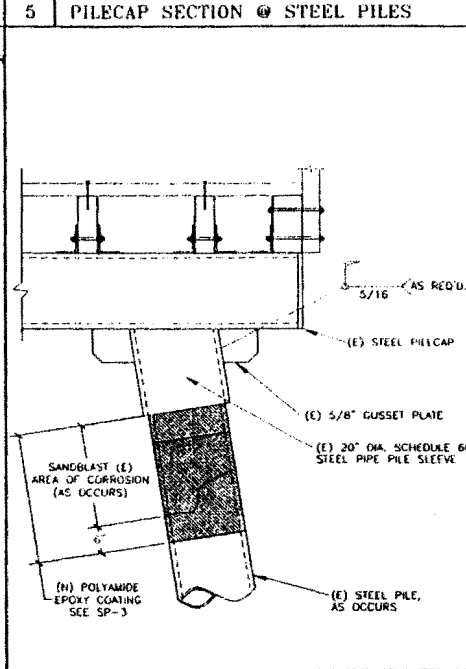 5 PILECAP SECTION @ STEEL PILES
5/16
AS REQ'D.
(E) STEEL PILECAP
(E) 5/8" GUSSET PLATE
(E) 20" DIA. SCHEDULE 60
STEEL PIPE PILE SLEEVE
SANDBLAST (E)
AREA OF CORROSION
(AS OCCURS)
6"
(N) POLYAMIDE
EPOXY COATING
SEE SP-3
(E) STEEL PILE,
AS OCCURS